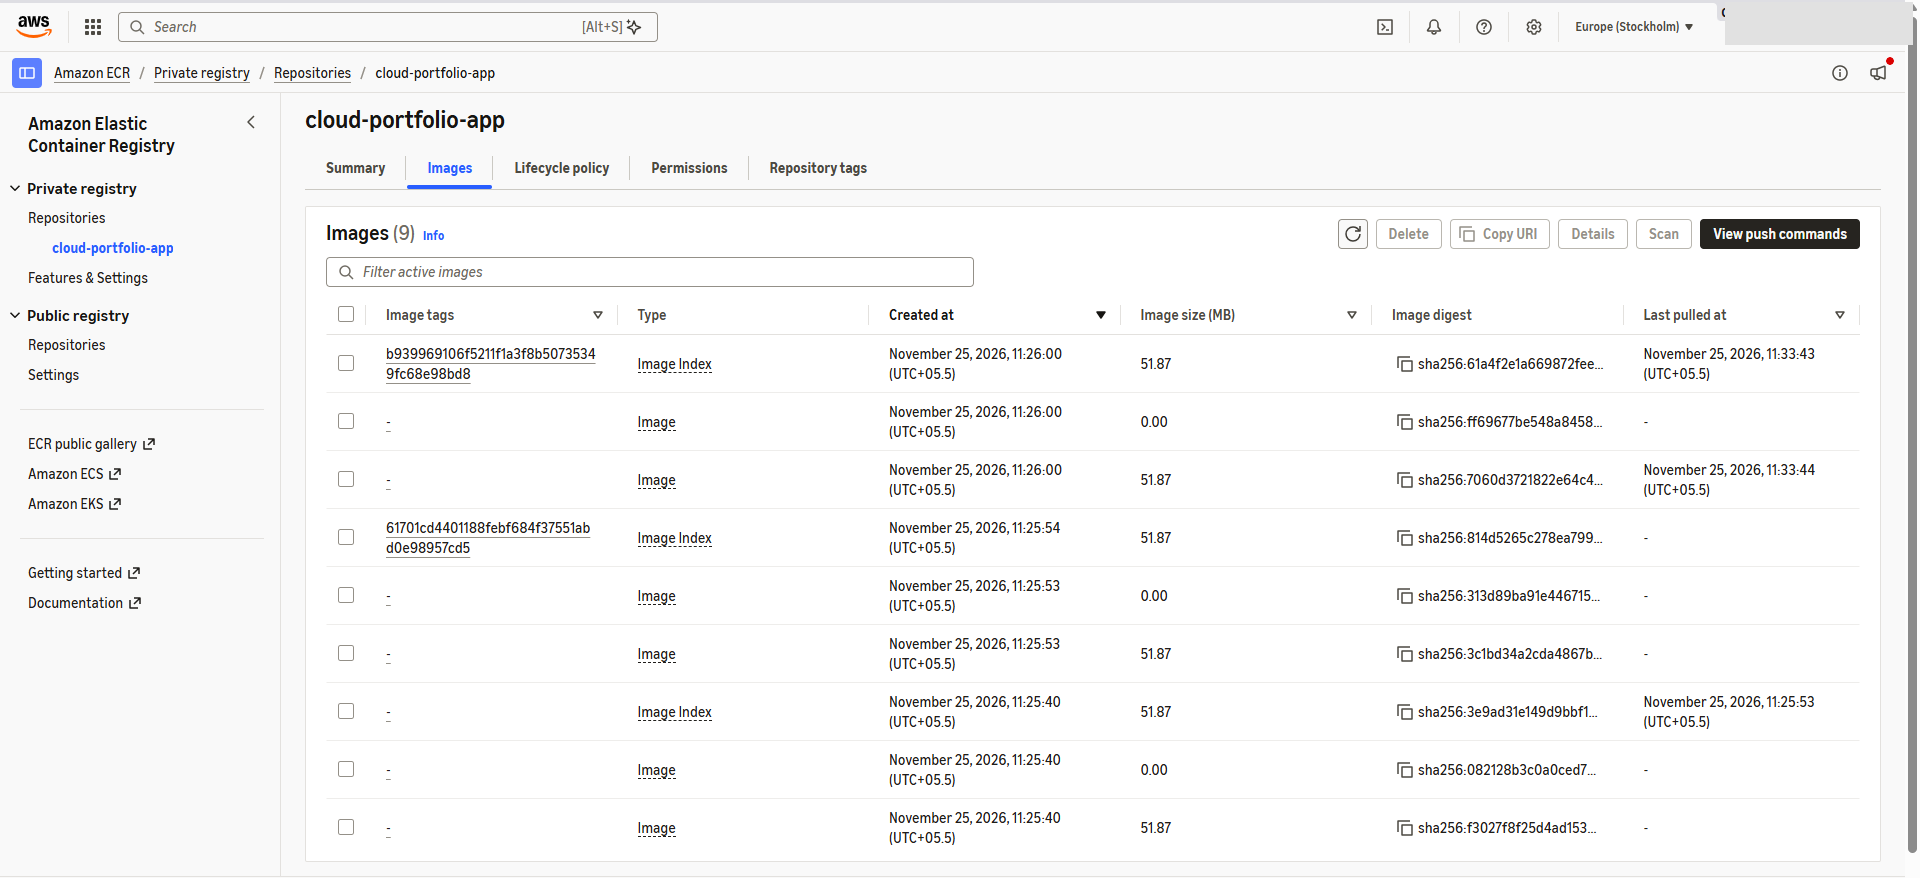 aws
Search [Alt+S]
Europe (Stockholm)
Amazon ECR / Private registry / Repositories / cloud-portfolio-app
Amazon Elastic
Container Registry
Private registry
Repositories
cloud-portfolio-app
Features & Settings
Public registry
Repositories
Settings
ECR public gallery
Amazon ECS
Amazon EKS
Getting started
Documentation
cloud-portfolio-app
Summary Images Lifecycle policy Permissions Repository tags
Images (9) Info
Delete Copy URI Details Scan View push commands
Filter active images
Image tags Type Created at Image size (MB) Image digest Last pulled at
b939969106f5211f1a3f8b5073534 November 25, 2026, 11:26:00 November 25, 2026, 11:33:43
9fc68e98bd8 Image Index (UTC+05.5) 51.87 sha256:61a4f2e1a669872fee... (UTC+05.5)
November 25, 2026, 11:26:00
- Image (UTC+05.5) 0.00 sha256:ff69677be548a8458... -
November 25, 2026, 11:26:00 November 25, 2026, 11:33:44
- Image (UTC+05.5) 51.87 sha256:7060d3721822e64c4... (UTC+05.5)
61701cd4401188febf684f37551ab November 25, 2026, 11:25:54
d0e98957cd5 Image Index (UTC+05.5) 51.87 sha256:814d5265c278ea799... -
November 25, 2026, 11:25:53
- Image (UTC+05.5) 0.00 sha256:313d89ba91e446715... -
November 25, 2026, 11:25:53
- Image (UTC+05.5) 51.87 sha256:3c1bd34a2cda4867b... -
November 25, 2026, 11:25:40 November 25, 2026, 11:25:53
- Image Index (UTC+05.5) 51.87 sha256:3e9ad31e149d9bbf1... (UTC+05.5)
November 25, 2026, 11:25:40
- Image (UTC+05.5) 0.00 sha256:082128b3c0a0ced7... -
November 25, 2026, 11:25:40
- Image (UTC+05.5) 51.87 sha256:f3027f8f25d4ad153... -